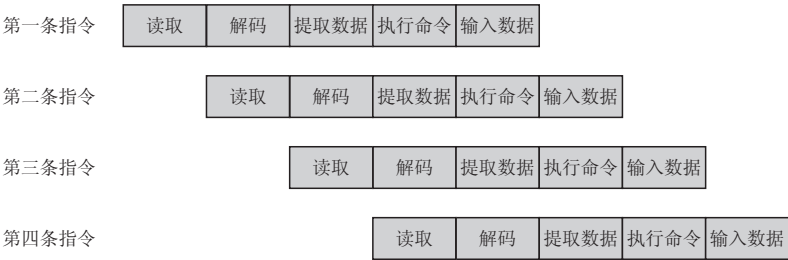 第一条指令 读取 解码 提取数据 执行命令 输入数据
第二条指令 读取 解码 提取数据 执行命令 输入数据
第三条指令 读取 解码 提取数据 执行命令 输入数据
第四条指令 读取 解码 提取数据 执行命令 输入数据